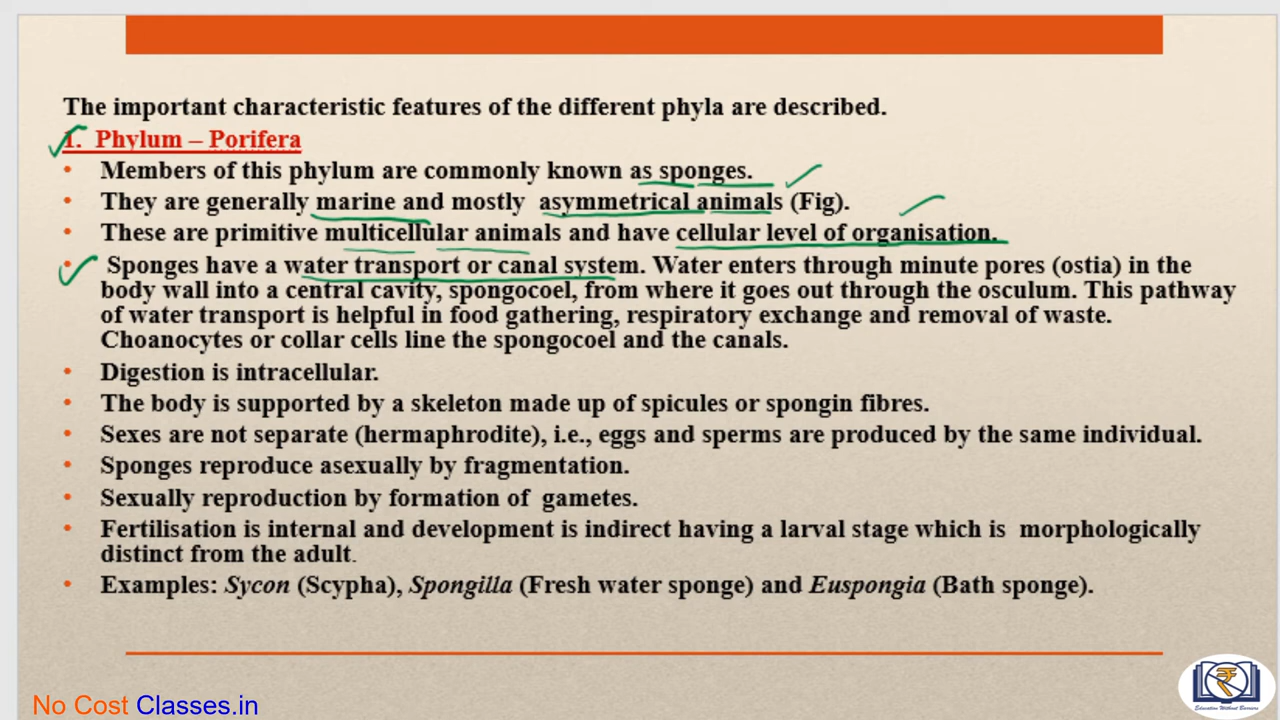 The important characteristic features of the different phyla are described.
1. Phylum – Porifera
• Members of this phylum are commonly known as sponges.
• They are generally marine and mostly asymmetrical animals (Fig).
• These are primitive multicellular animals and have cellular level of organisation.
• Sponges have a water transport or canal system. Water enters through minute pores (ostia) in the
body wall into a central cavity, spongocoel, from where it goes out through the osculum. This pathway
of water transport is helpful in food gathering, respiratory exchange and removal of waste.
Choanocytes or collar cells line the spongocoel and the canals.
• Digestion is intracellular.
• The body is supported by a skeleton made up of spicules or spongin fibres.
• Sexes are not separate (hermaphrodite), i.e., eggs and sperms are produced by the same individual.
• Sponges reproduce asexually by fragmentation.
• Sexually reproduction by formation of gametes.
• Fertilisation is internal and development is indirect having a larval stage which is morphologically
distinct from the adult.
• Examples: Sycon (Scypha), Spongilla (Fresh water sponge) and Euspongia (Bath sponge).
No Cost Classes.in
Education Without Barriers